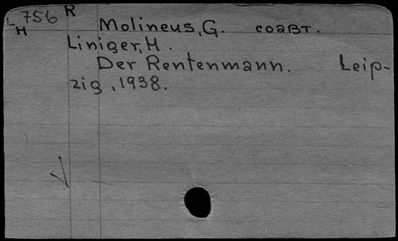 L 756 R
H
Molineus, G. соавт.
Liniger, H.
Der Rentenmann. Leip-
zig, 1938.